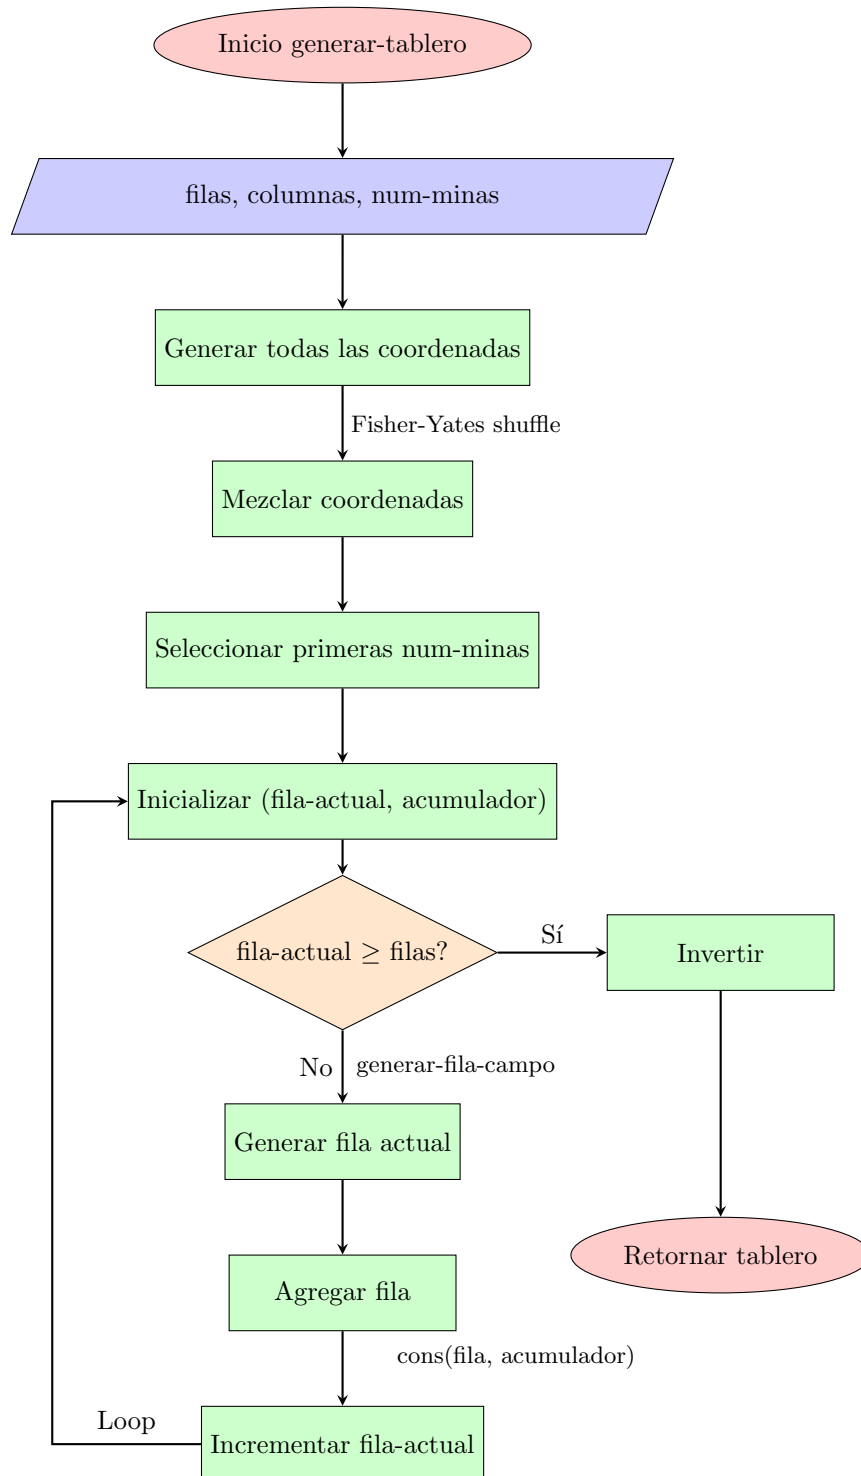 Inicio generar-tablero
filas, columnas, num-minas
Generar todas las coordenadas
Fisher-Yates shuffle
Mezclar coordenadas
Seleccionar primeras num-minas
Inicializar (fila-actual, acumulador)
fila-actual ≥ filas?
Sí
Invertir
No
generar-fila-campo
Generar fila actual
Retornar tablero
Agregar fila
cons(fila, acumulador)
Loop
Incrementar fila-actual